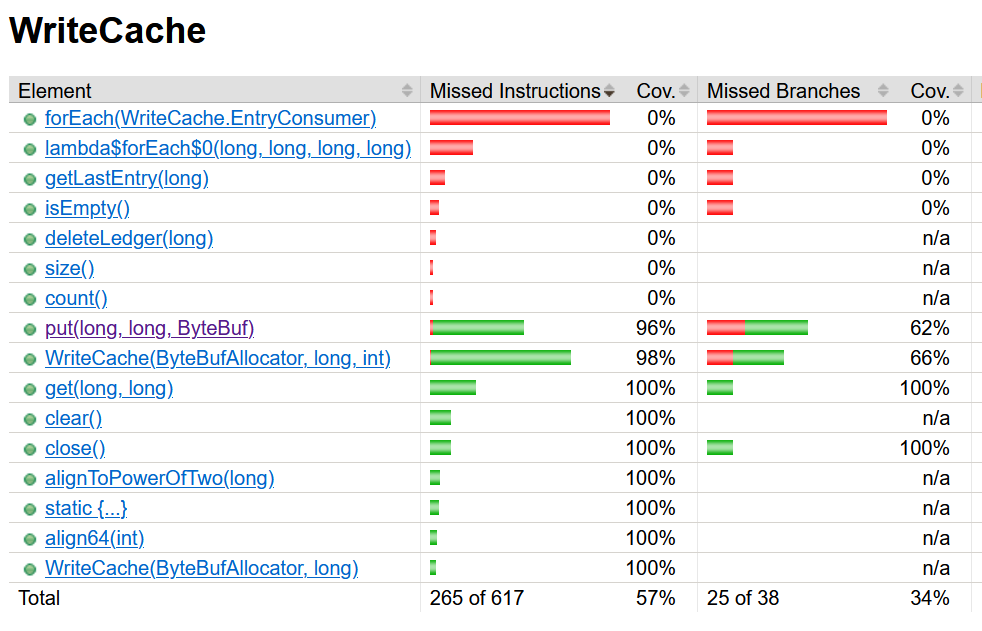 WriteCache
Element Missed Instructions Cov. Missed Branches Cov.
forEach(WriteCache.EntryConsumer) 0% 0%
lambda$forEach$0(long, long, long, long) 0% 0%
getLastEntry(long) 0% 0%
isEmpty() 0% 0%
deleteLedger(long) 0% n/a
size() 0% n/a
count() 0% n/a
put(long, long, ByteBuf) 96% 62%
WriteCache(ByteBufAllocator, long, int) 98% 66%
get(long, long) 100% 100%
clear() 100% n/a
close() 100% 100%
alignToPowerOfTwo(long) 100% n/a
static {...} 100% n/a
align64(int) 100% n/a
WriteCache(ByteBufAllocator, long) 100% n/a
Total 265 of 617 57% 25 of 38 34%